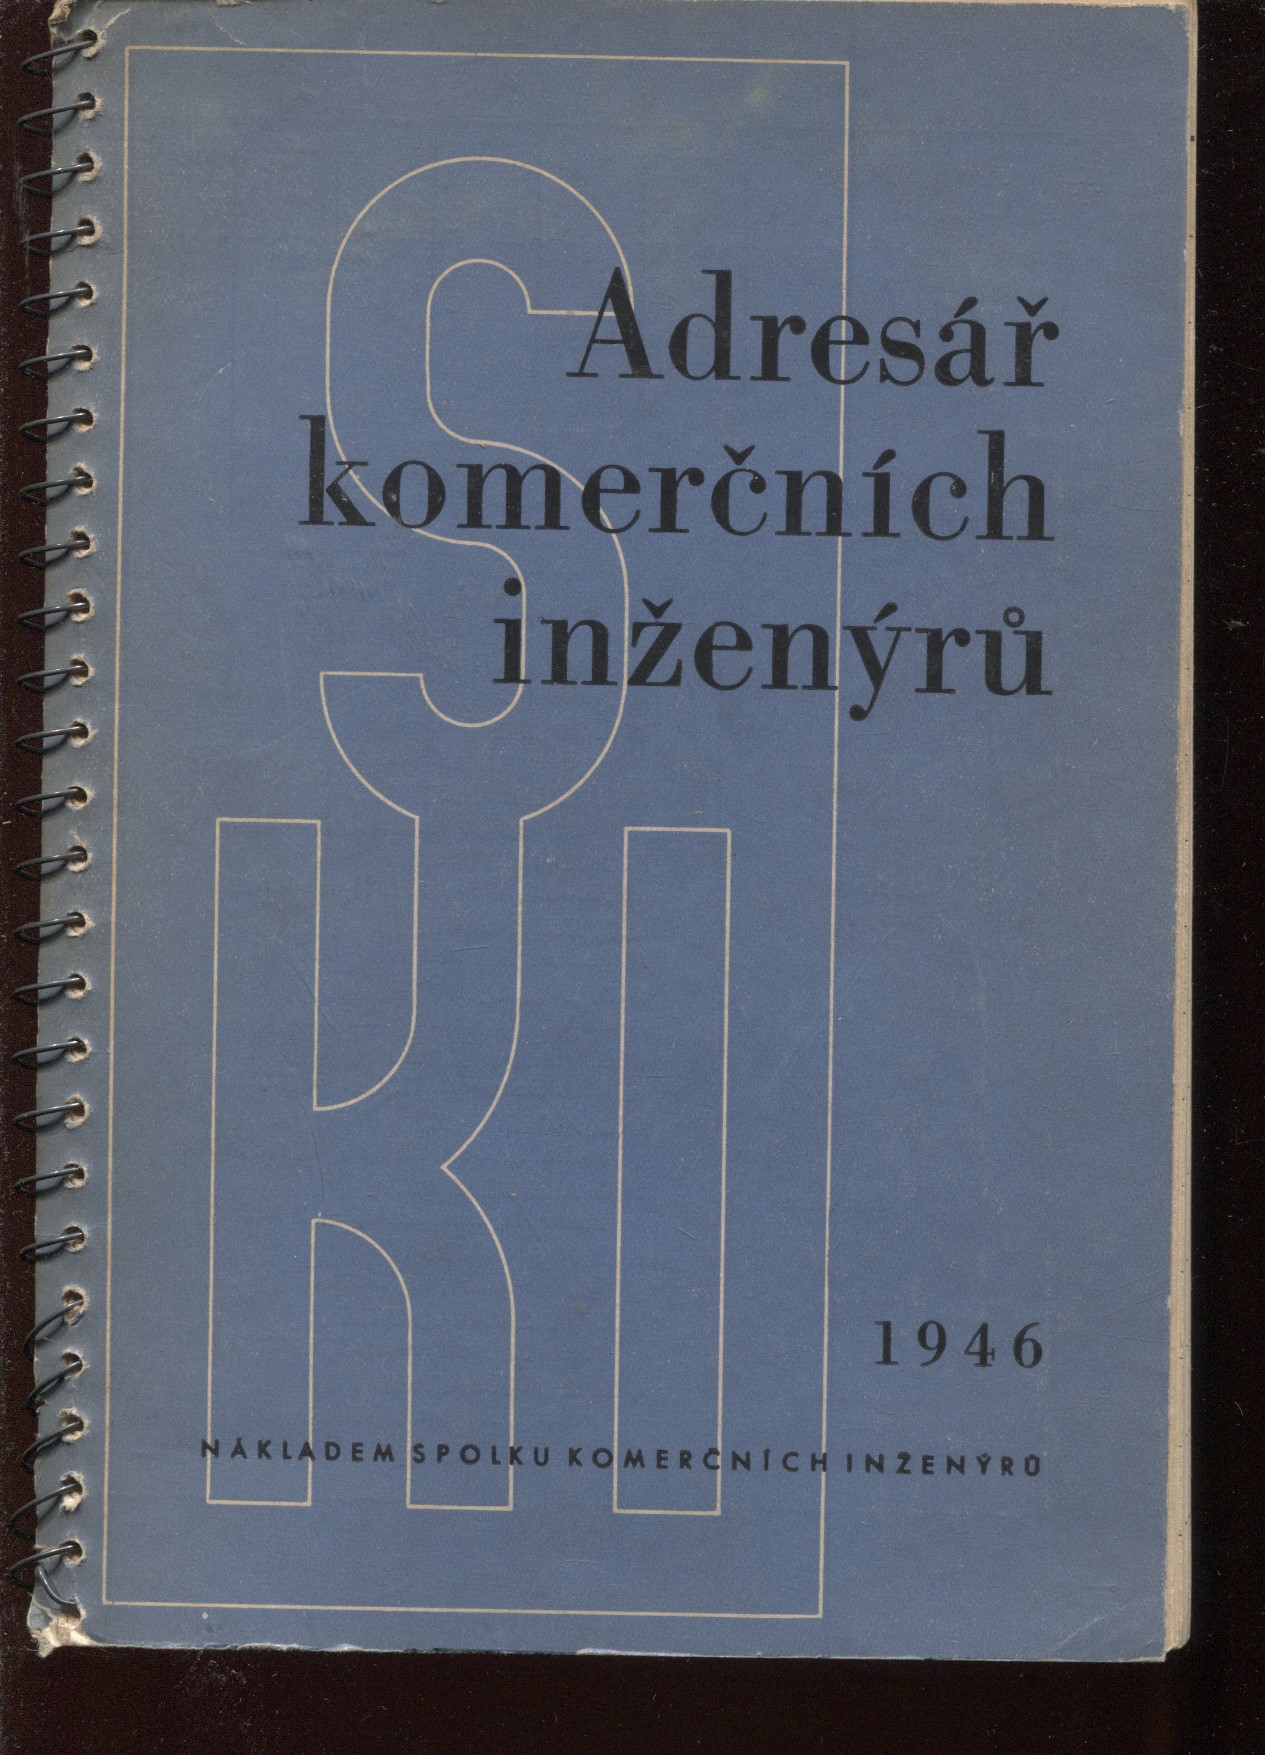 SKI
Adresář
komerčních
inženýrů
1946
NÁKLADEM SPOLKU KOMERČNÍCH INŽENÝRŮ